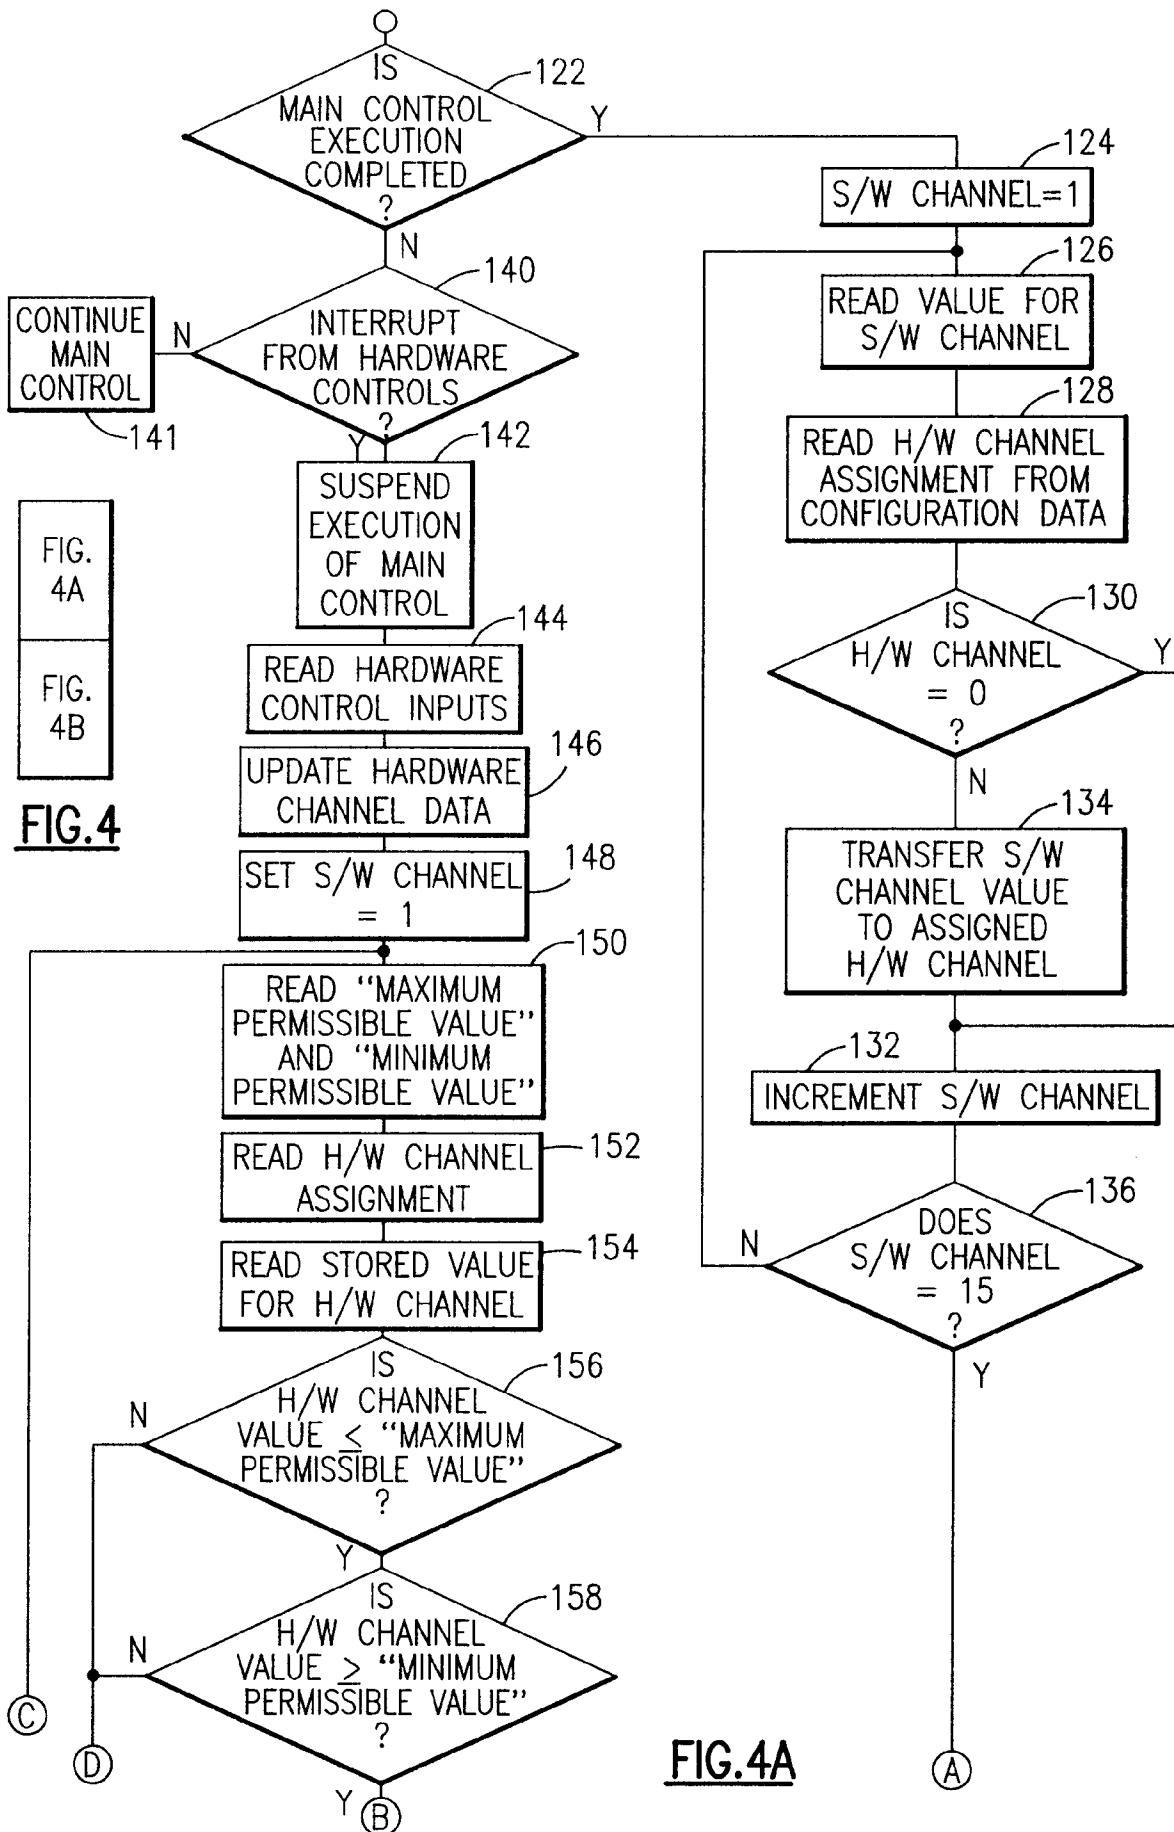 IS
MAIN CONTROL
EXECUTION
COMPLETED
?
122
Y
N
INTERRUPT
FROM HARDWARE
CONTROLS
?
140
N
Y
CONTINUE
MAIN
CONTROL
141
SUSPEND
EXECUTION
OF MAIN
CONTROL
142
READ HARDWARE
CONTROL INPUTS
144
UPDATE HARDWARE
CHANNEL DATA
146
SET S/W CHANNEL
= 1
148
READ “MAXIMUM
PERMISSIBLE VALUE”
AND “MINIMUM
PERMISSIBLE VALUE”
150
READ H/W CHANNEL
ASSIGNMENT
152
READ STORED VALUE
FOR H/W CHANNEL
154
IS
H/W CHANNEL
VALUE ≤ “MAXIMUM
PERMISSIBLE VALUE”
?
156
N
Y
IS
H/W CHANNEL
VALUE ≥ “MINIMUM
PERMISSIBLE VALUE”
?
158
N
Y
C
D
B
FIG.
4A
FIG.
4B
FIG.4
S/W CHANNEL=1
124
READ VALUE FOR
S/W CHANNEL
126
READ H/W CHANNEL
ASSIGNMENT FROM
CONFIGURATION DATA
128
IS
H/W CHANNEL
= 0
?
130
Y
N
TRANSFER S/W
CHANNEL VALUE
TO ASSIGNED
H/W CHANNEL
134
132
INCREMENT S/W CHANNEL
DOES
S/W CHANNEL
= 15
?
136
N
Y
A
FIG.4A